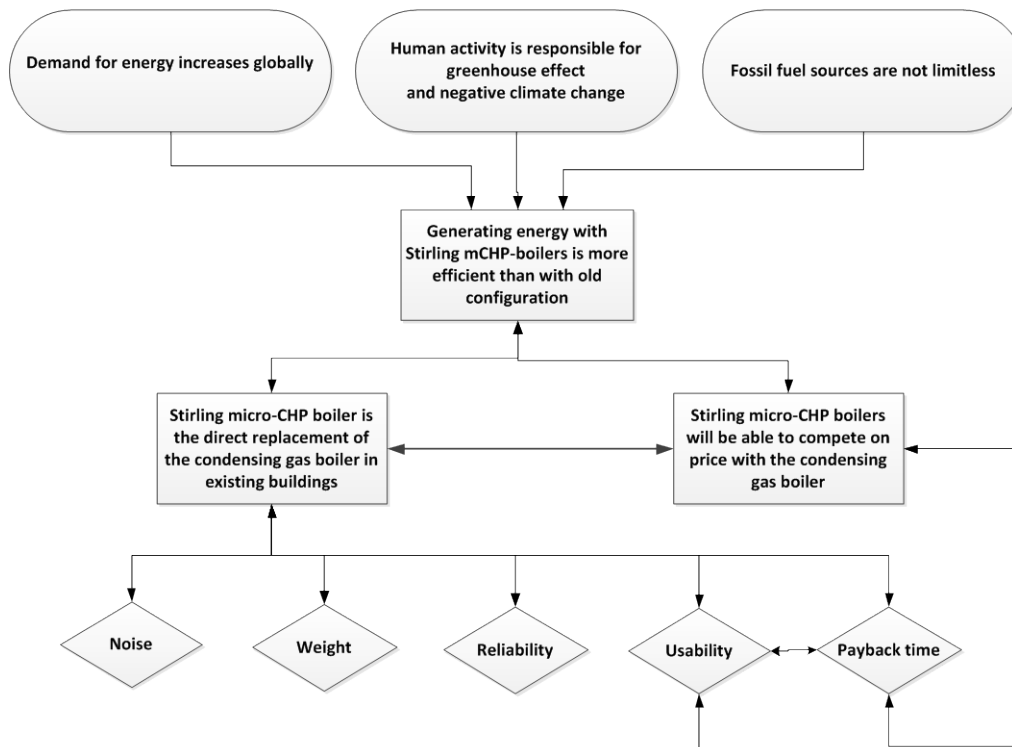 Demand for energy increases globally
Human activity is responsible for
greenhouse effect
and negative climate change
Fossil fuel sources are not limitless
Generating energy with
Stirling mCHP-boilers is more
efficient than with old
configuration
Stirling micro-CHP boiler is
the direct replacement of
the condensing gas boiler in
existing buildings
Stirling micro-CHP boilers
will be able to compete on
price with the condensing
gas boiler
Noise
Weight
Reliability
Usability
Payback time